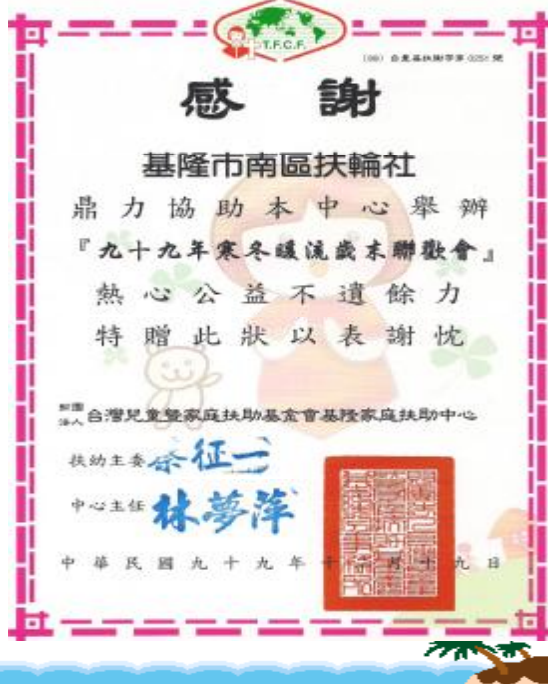 T.F.C.F.
感謝
基隆市南區扶輪社
鼎力協助本中心舉辦
『九十九年寒冬暖流歲末聯歡會』
熱心公益不遺餘力
特贈此狀以表謝忱
財團法人 台灣兒童暨家庭扶助基金會基隆家庭扶助中心
扶幼主委 征一
中心主任 林夢萍
中華民國九十九年十 月十九日